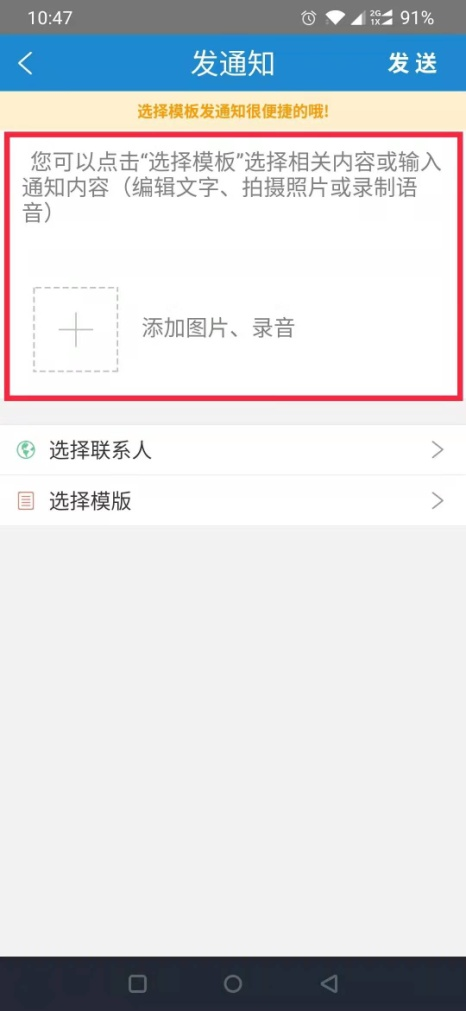 10:47
2G
1X
91%
发通知
发送
选择模板发通知很便捷的哦!
您可以点击“选择模板”选择相关内容或输入
通知内容（编辑文字、拍摄照片或录制语
音）
添加图片、录音
选择联系人
选择模版